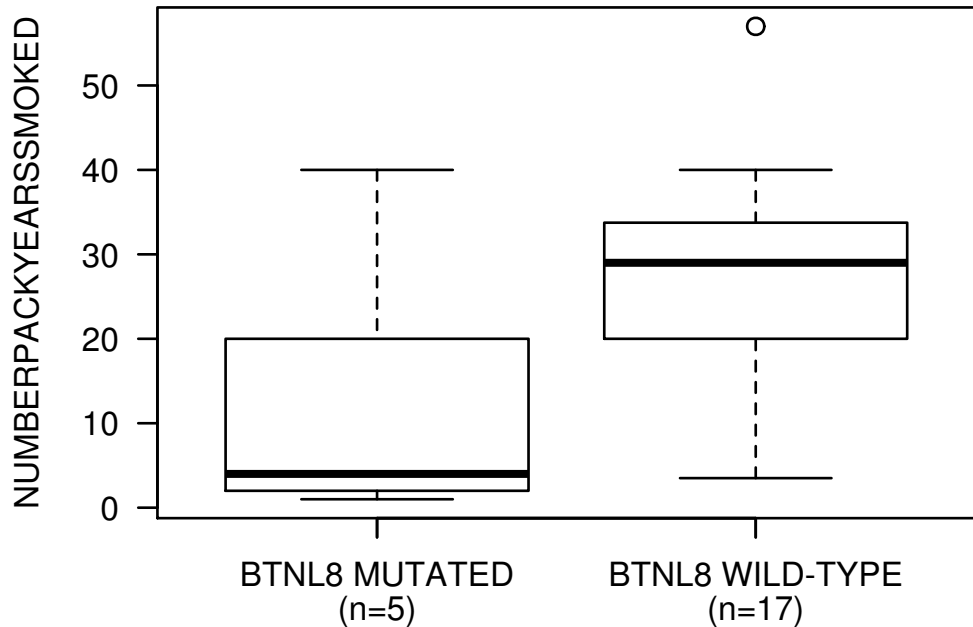 NUMBERPACKYEARSSMOKED
50
40
30
20
10
0
BTNL8 MUTATED
(n=5)
BTNL8 WILD-TYPE
(n=17)